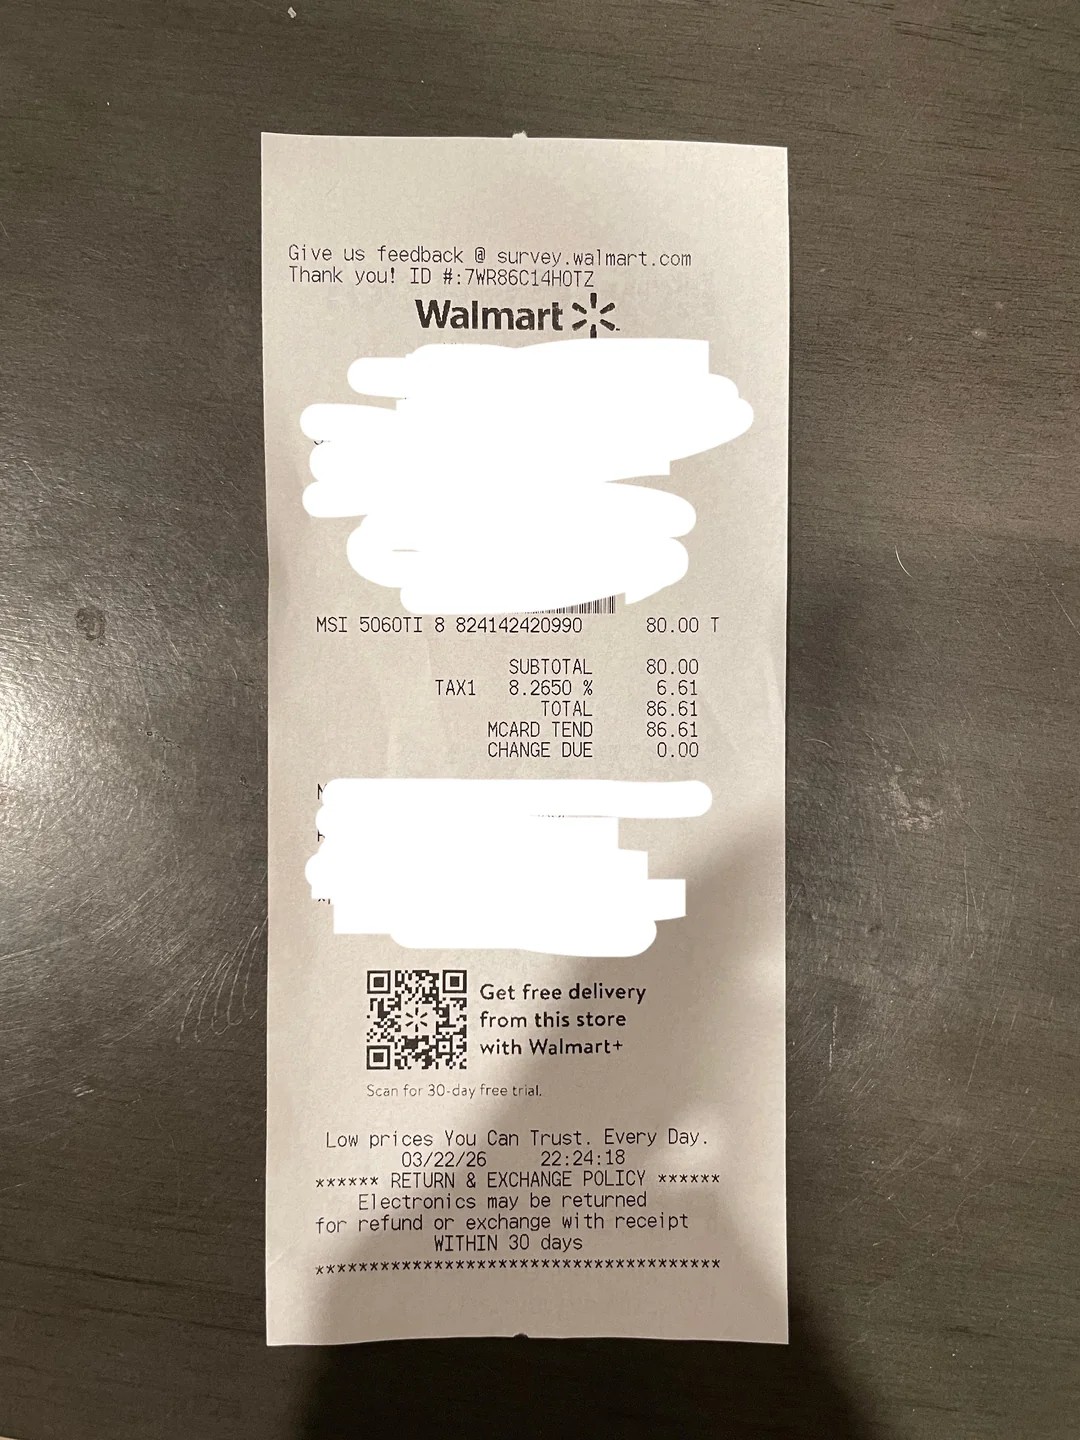 Give us feedback @ survey.walmart.com
Thank you! ID #:7WR86C14H0TZ
Walmart
MSI 5060TI 8 824142420990 80.00 T
SUBTOTAL 80.00
TAX1 8.2650 % 6.61
TOTAL 86.61
MCARD TEND 86.61
CHANGE DUE 0.00
Get free delivery
from this store
with Walmart+
Scan for 30-day free trial.
Low prices You Can Trust. Every Day.
03/22/26 22:24:18
****** RETURN & EXCHANGE POLICY ******
Electronics may be returned
for refund or exchange with receipt
WITHIN 30 days
**************************************